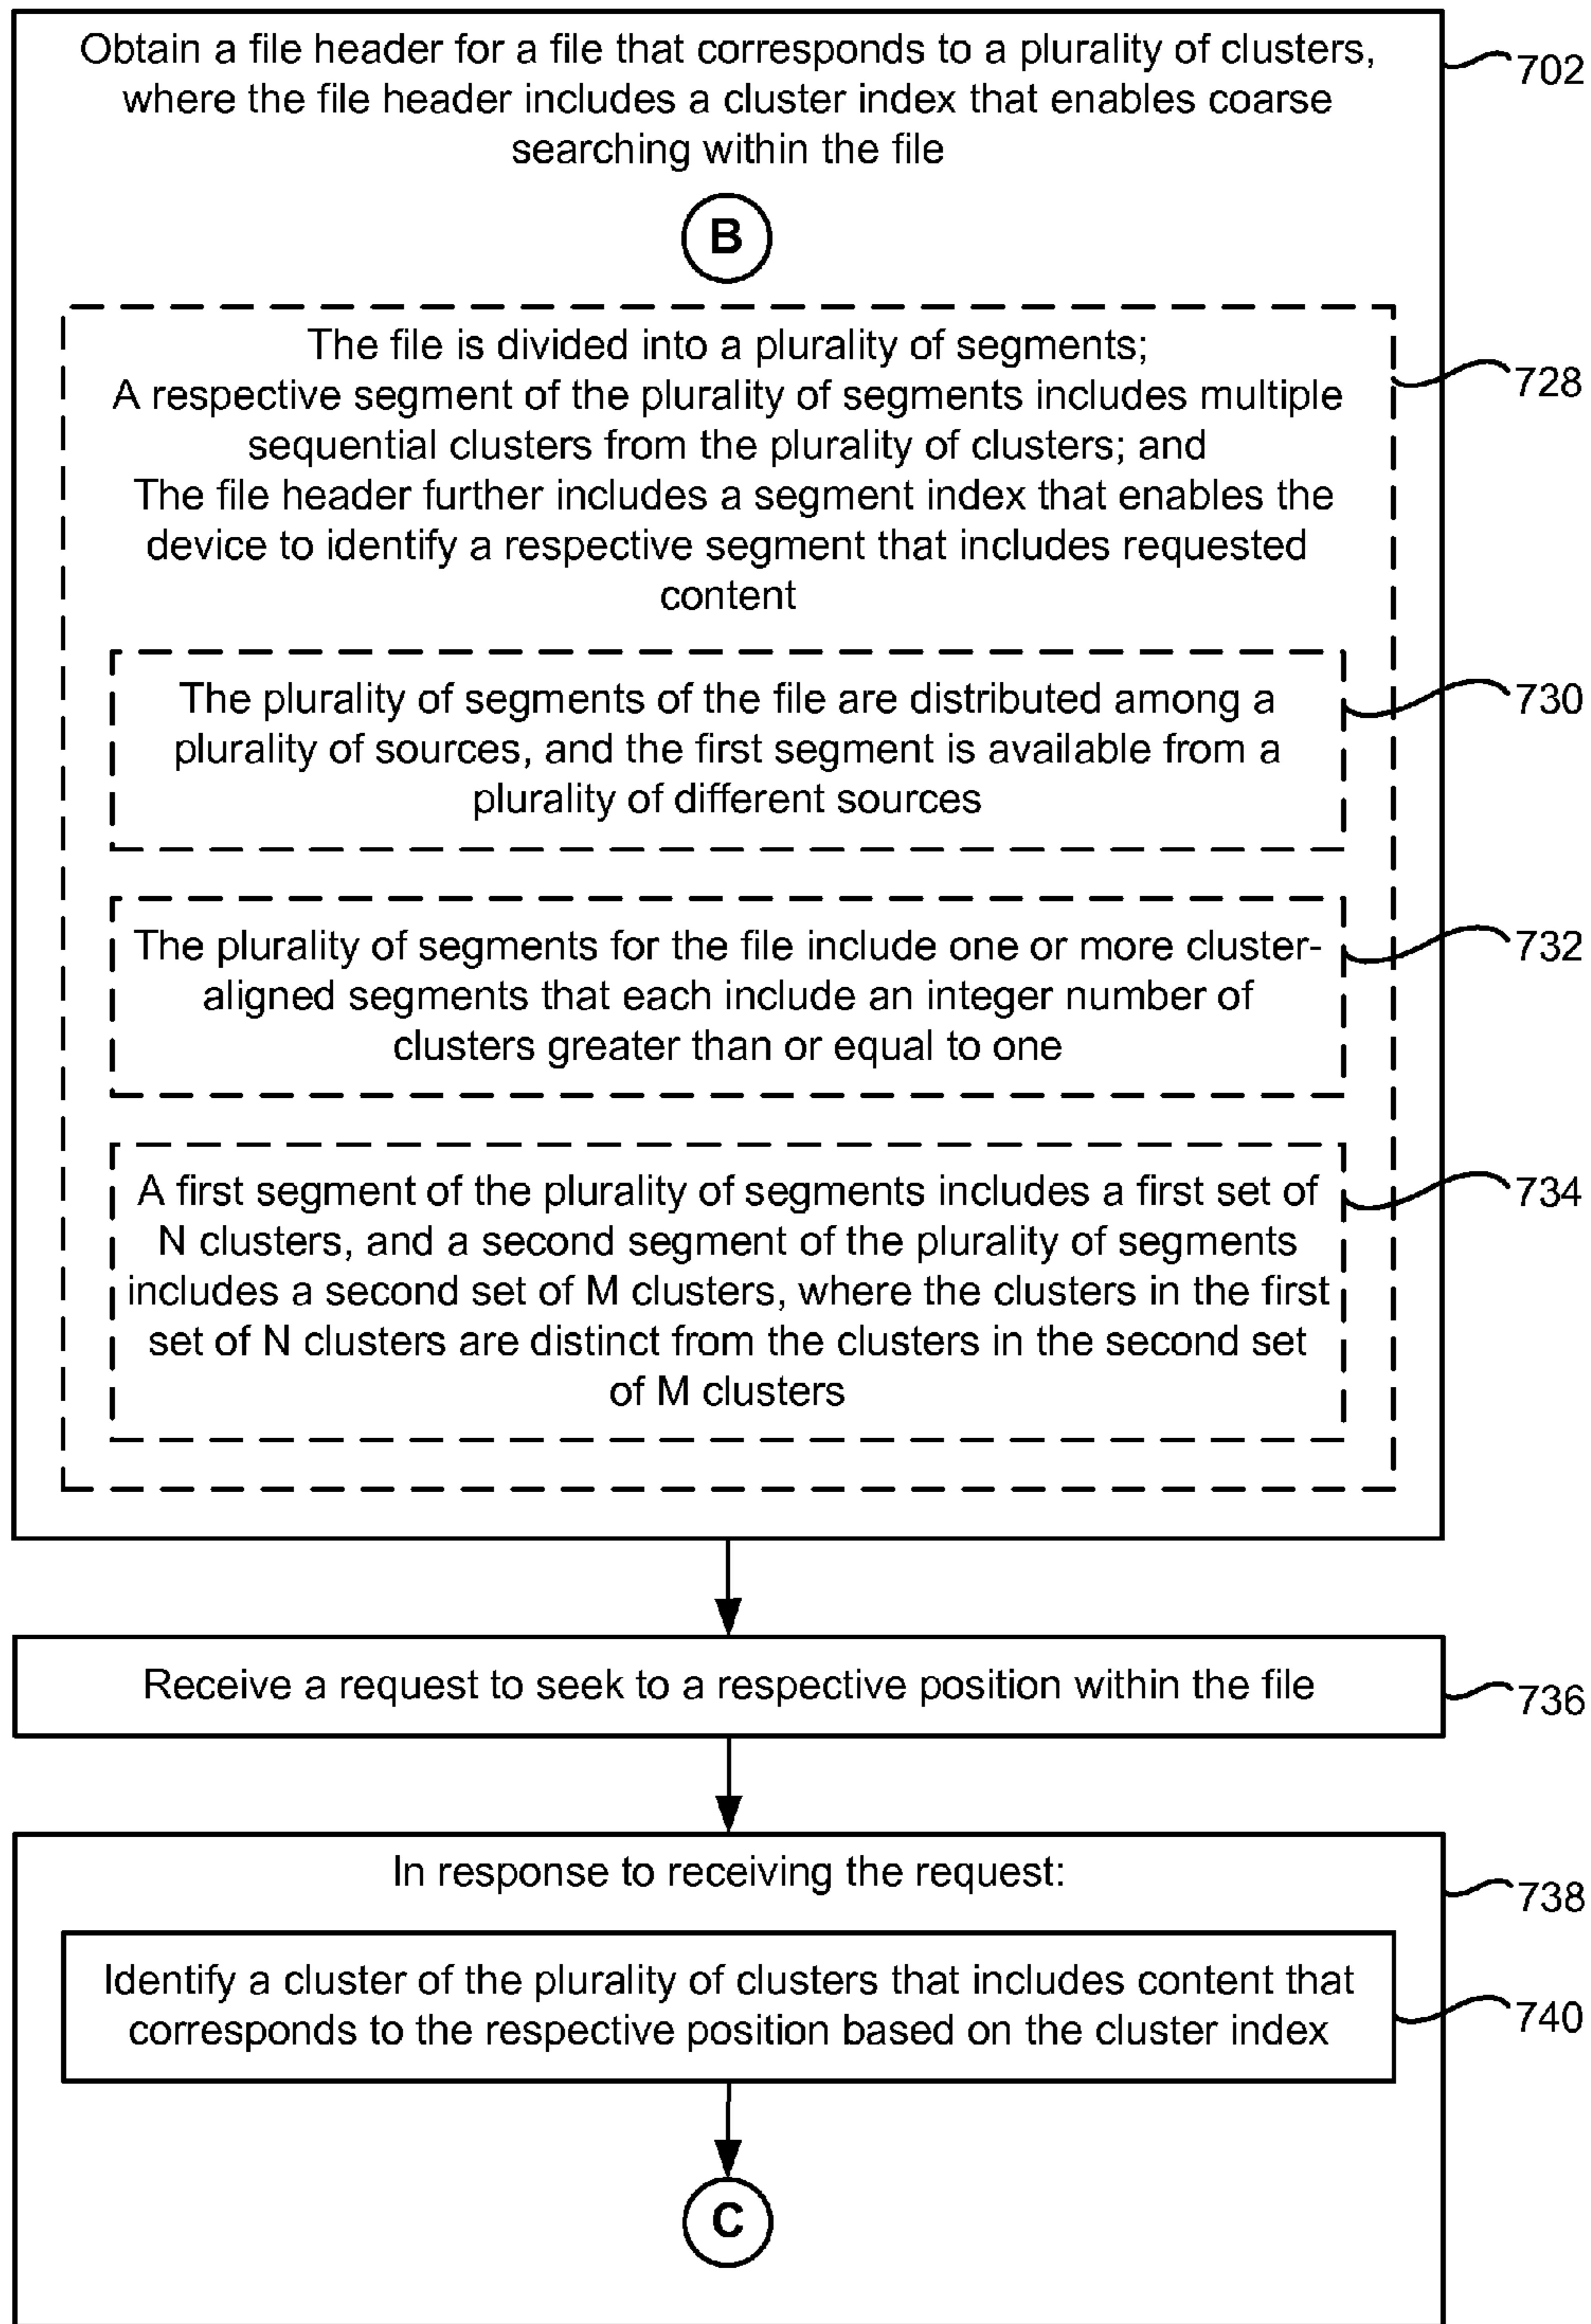 Obtain a file header for a file that corresponds to a plurality of clusters,
where the file header includes a cluster index that enables coarse
searching within the file
702
B
The file is divided into a plurality of segments;
A respective segment of the plurality of segments includes multiple
sequential clusters from the plurality of clusters; and
The file header further includes a segment index that enables the
device to identify a respective segment that includes requested
content
728
The plurality of segments of the file are distributed among a
plurality of sources, and the first segment is available from a
plurality of different sources
730
The plurality of segments for the file include one or more cluster-
aligned segments that each include an integer number of
clusters greater than or equal to one
732
A first segment of the plurality of segments includes a first set of
N clusters, and a second segment of the plurality of segments
includes a second set of M clusters, where the clusters in the first
set of N clusters are distinct from the clusters in the second set
of M clusters
734
Receive a request to seek to a respective position within the file
736
In response to receiving the request:
738
Identify a cluster of the plurality of clusters that includes content that
corresponds to the respective position based on the cluster index
740
C